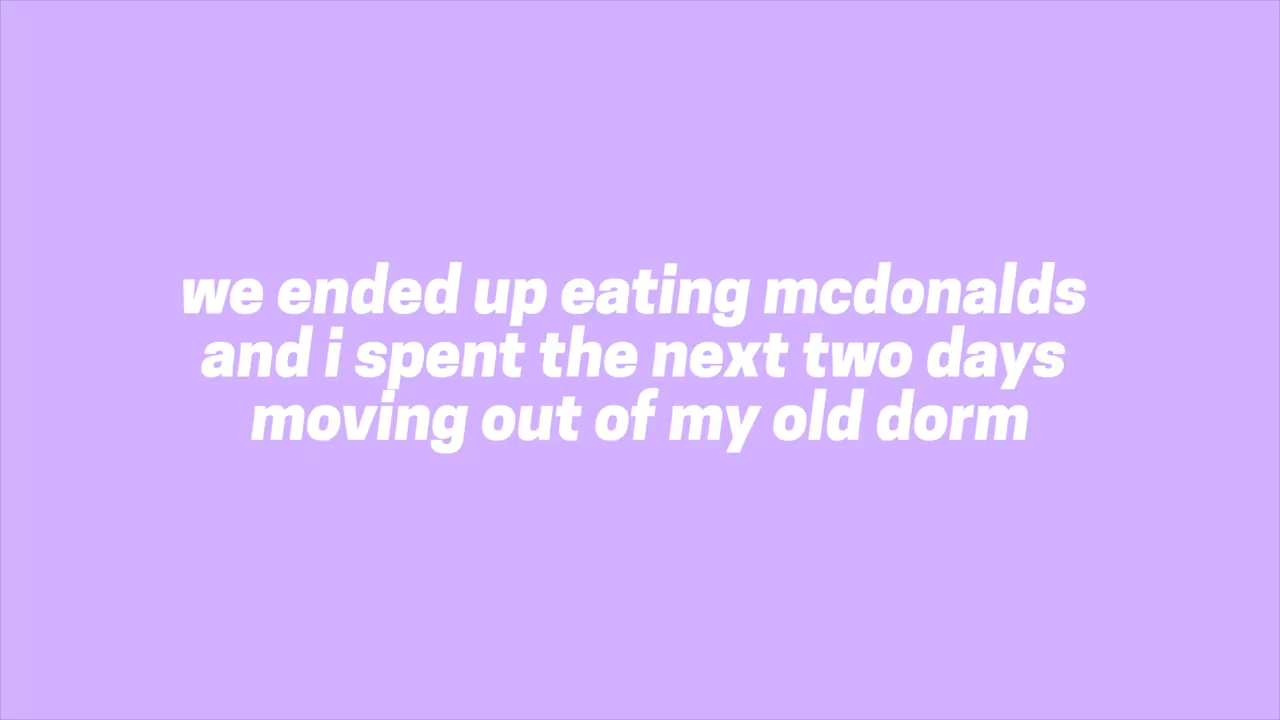 we ended up eating mcdonalds
and i spent the next two days
moving out of my old dorm